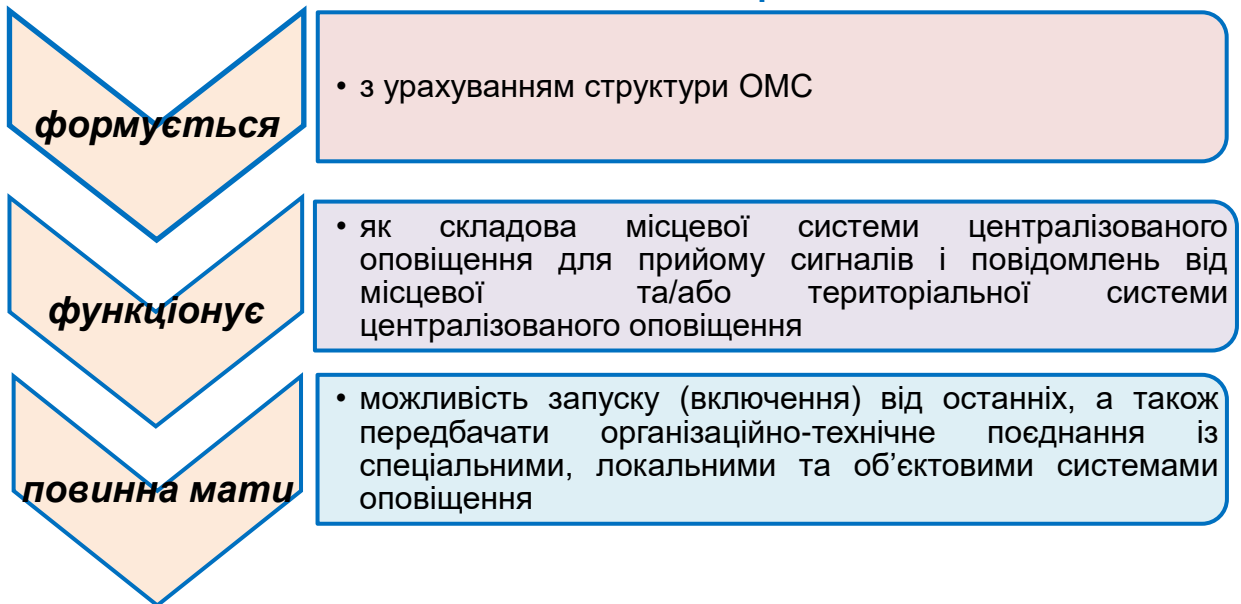 формується
• з урахуванням структури ОМС
функціонує
• як складова місцевої системи централізованого
оповіщення для прийому сигналів і повідомлень від
місцевої та/або територіальної системи
централізованого оповіщення
повинна мати
• можливість запуску (включення) від останніх, а також
передбачати організаційно-технічне поєднання із
спеціальними, локальними та об’єктовими системами
оповіщення